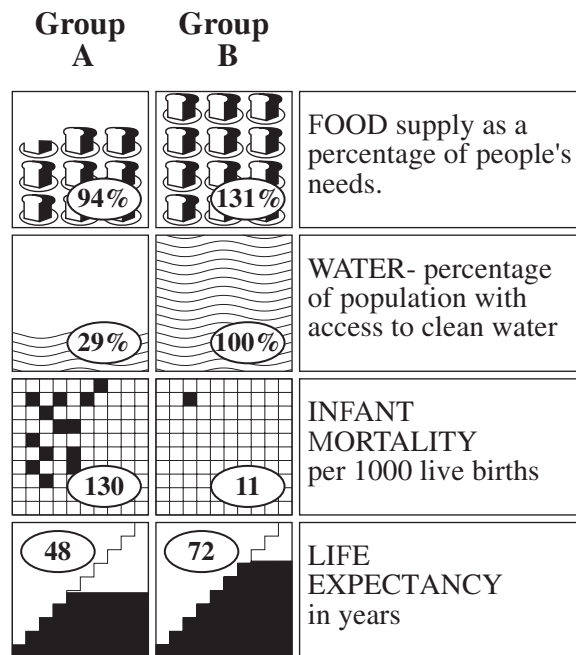 Group Group
A B
94% 131% FOOD supply as a
percentage of people's
needs.
29% 100% WATER- percentage
of population with
access to clean water
130 11 INFANT
MORTALITY
per 1000 live births
48 72 LIFE
EXPECTANCY
in years